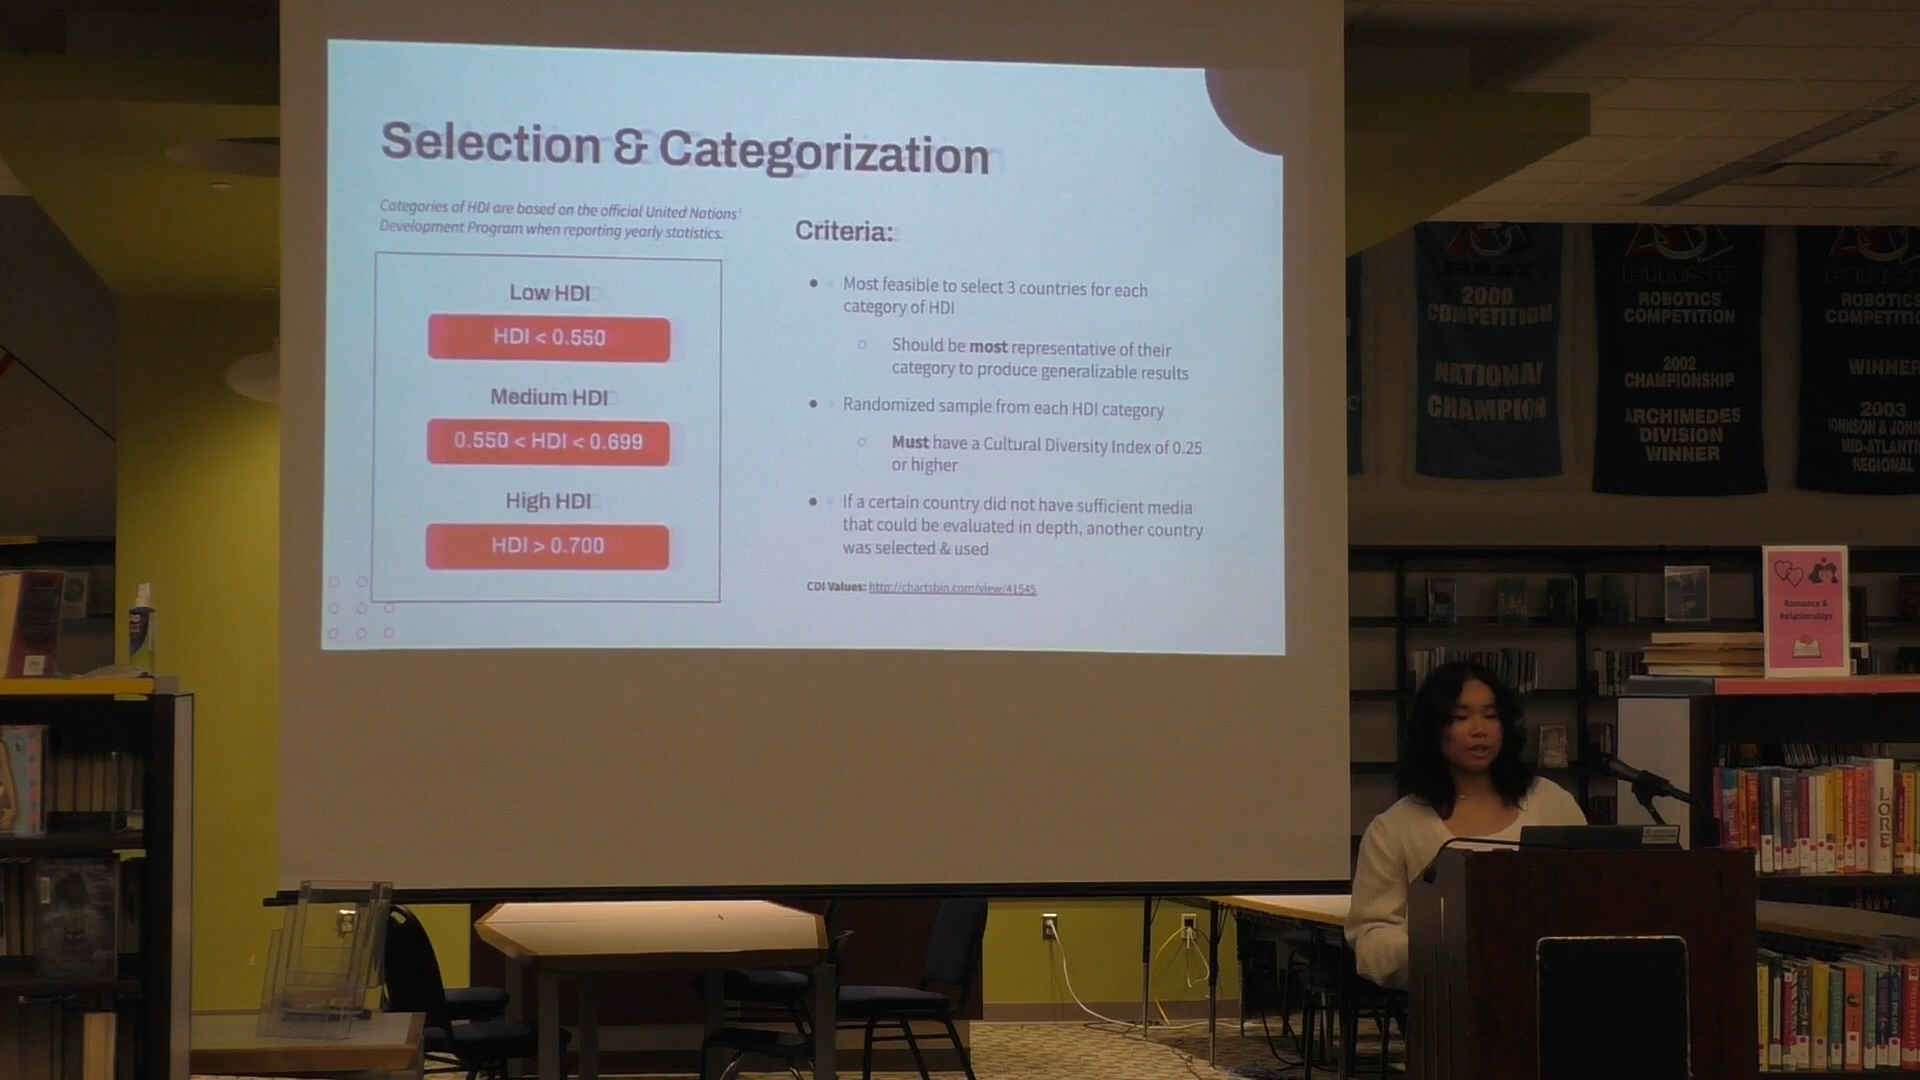 Selection & Categorization
Categories of HDI are based on the official United Nations'
Development Program when reporting yearly statistics.
Low HDI
HDI < 0.550
Medium HDI
0.550 < HDI < 0.699
High HDI
HDI > 0.700
Criteria:
Most feasible to select 3 countries for each
category of HDI
Should be most representative of their
category to produce generalizable results
Randomized sample from each HDI category
Must have a Cultural Diversity Index of 0.25
or higher
If a certain country did not have sufficient media
that could be evaluated in depth, another country
was selected & used
CDI Values: http://chartsbin.com/view/41545
FIRST
2000
COMPETITION
NATIONAL
CHAMPION
FIRST
ROBOTICS
COMPETITION
2002
CHAMPIONSHIP
ARCHIMEDES
DIVISION
WINNER
ROBOTICS
WINNER
2003
JOHNSON &
MID-ATLANTI
REGIONAL
Romance &
Relationships
LORE